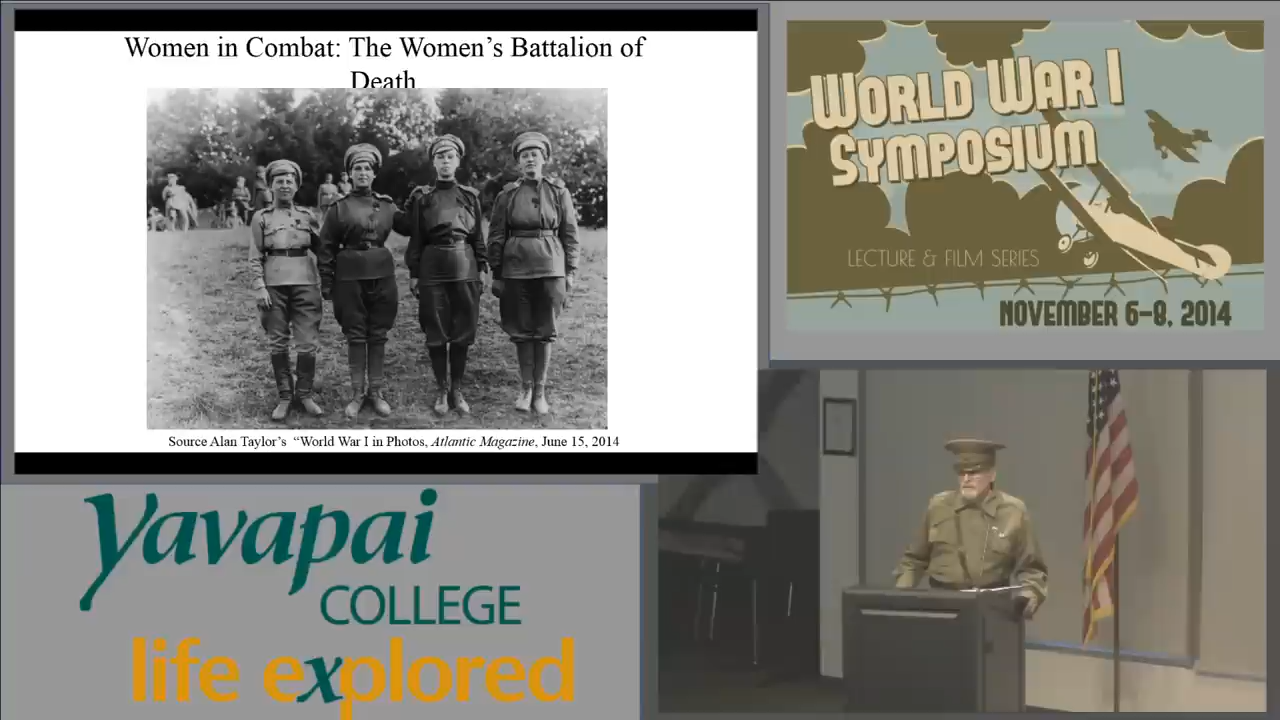 Women in Combat: The Women's Battalion of
Death
Source Alan Taylor's "World War I in Photos, Atlantic Magazine, June 15, 2014
WORLD WAR I
SYMPOSIUM
LECTURE & FILM SERIES
NOVEMBER 6-8, 2014
Yavapai
COLLEGE
life explored